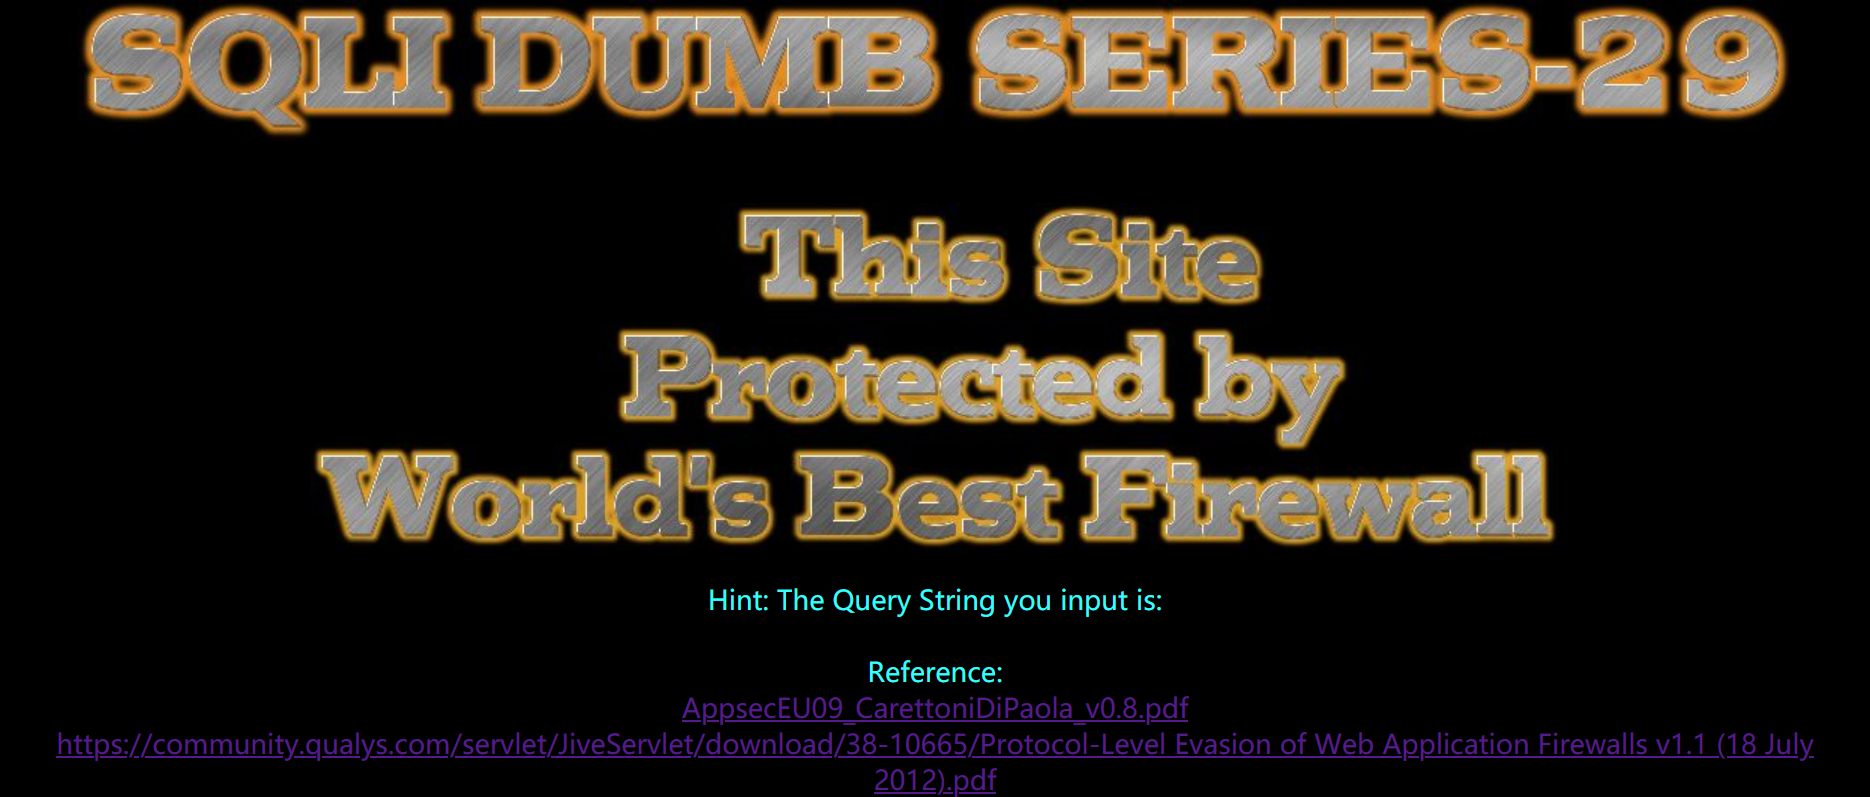 SQLI DUMB SERIES-29
This Site
Protected by
World's Best Firewall
Hint: The Query String you input is:
Reference:
AppsecEU09_CarettoniDiPaola_v0.8.pdf
https://community.qualys.com/servlet/JiveServlet/download/38-10665/Protocol-Level Evasion of Web Application Firewalls v1.1 (18 July
2012).pdf